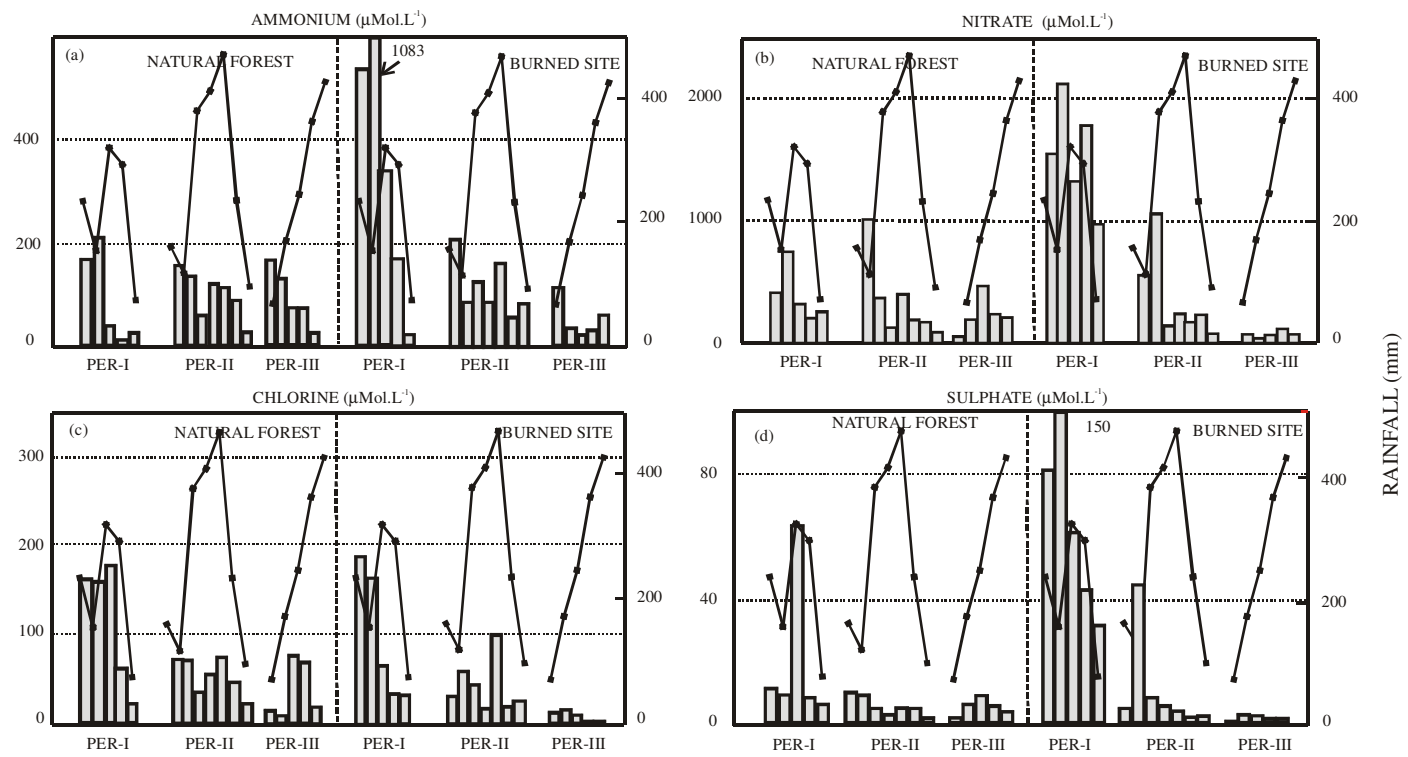 AMMONIUM (µMol.L⁻¹)
NITRATE (µMol.L⁻¹)
(a)
NATURAL FOREST
1083
BURNED SITE
400
200
0
400
200
0
PER-I PER-II PER-III PER-I PER-II PER-III
(b)
NATURAL FOREST
BURNED SITE
2000
1000
0
400
200
0
PER-I PER-II PER-III PER-I PER-II PER-III
CHLORINE (µMol.L⁻¹)
SULPHATE (µMol.L⁻¹)
(c)
NATURAL FOREST
BURNED SITE
300
200
100
0
400
200
0
PER-I PER-II PER-III PER-I PER-II PER-III
(d)
NATURAL FOREST
150
BURNED SITE
80
40
0
400
200
0
PER-I PER-II PER-III PER-I PER-II PER-III
RAINFALL (mm)